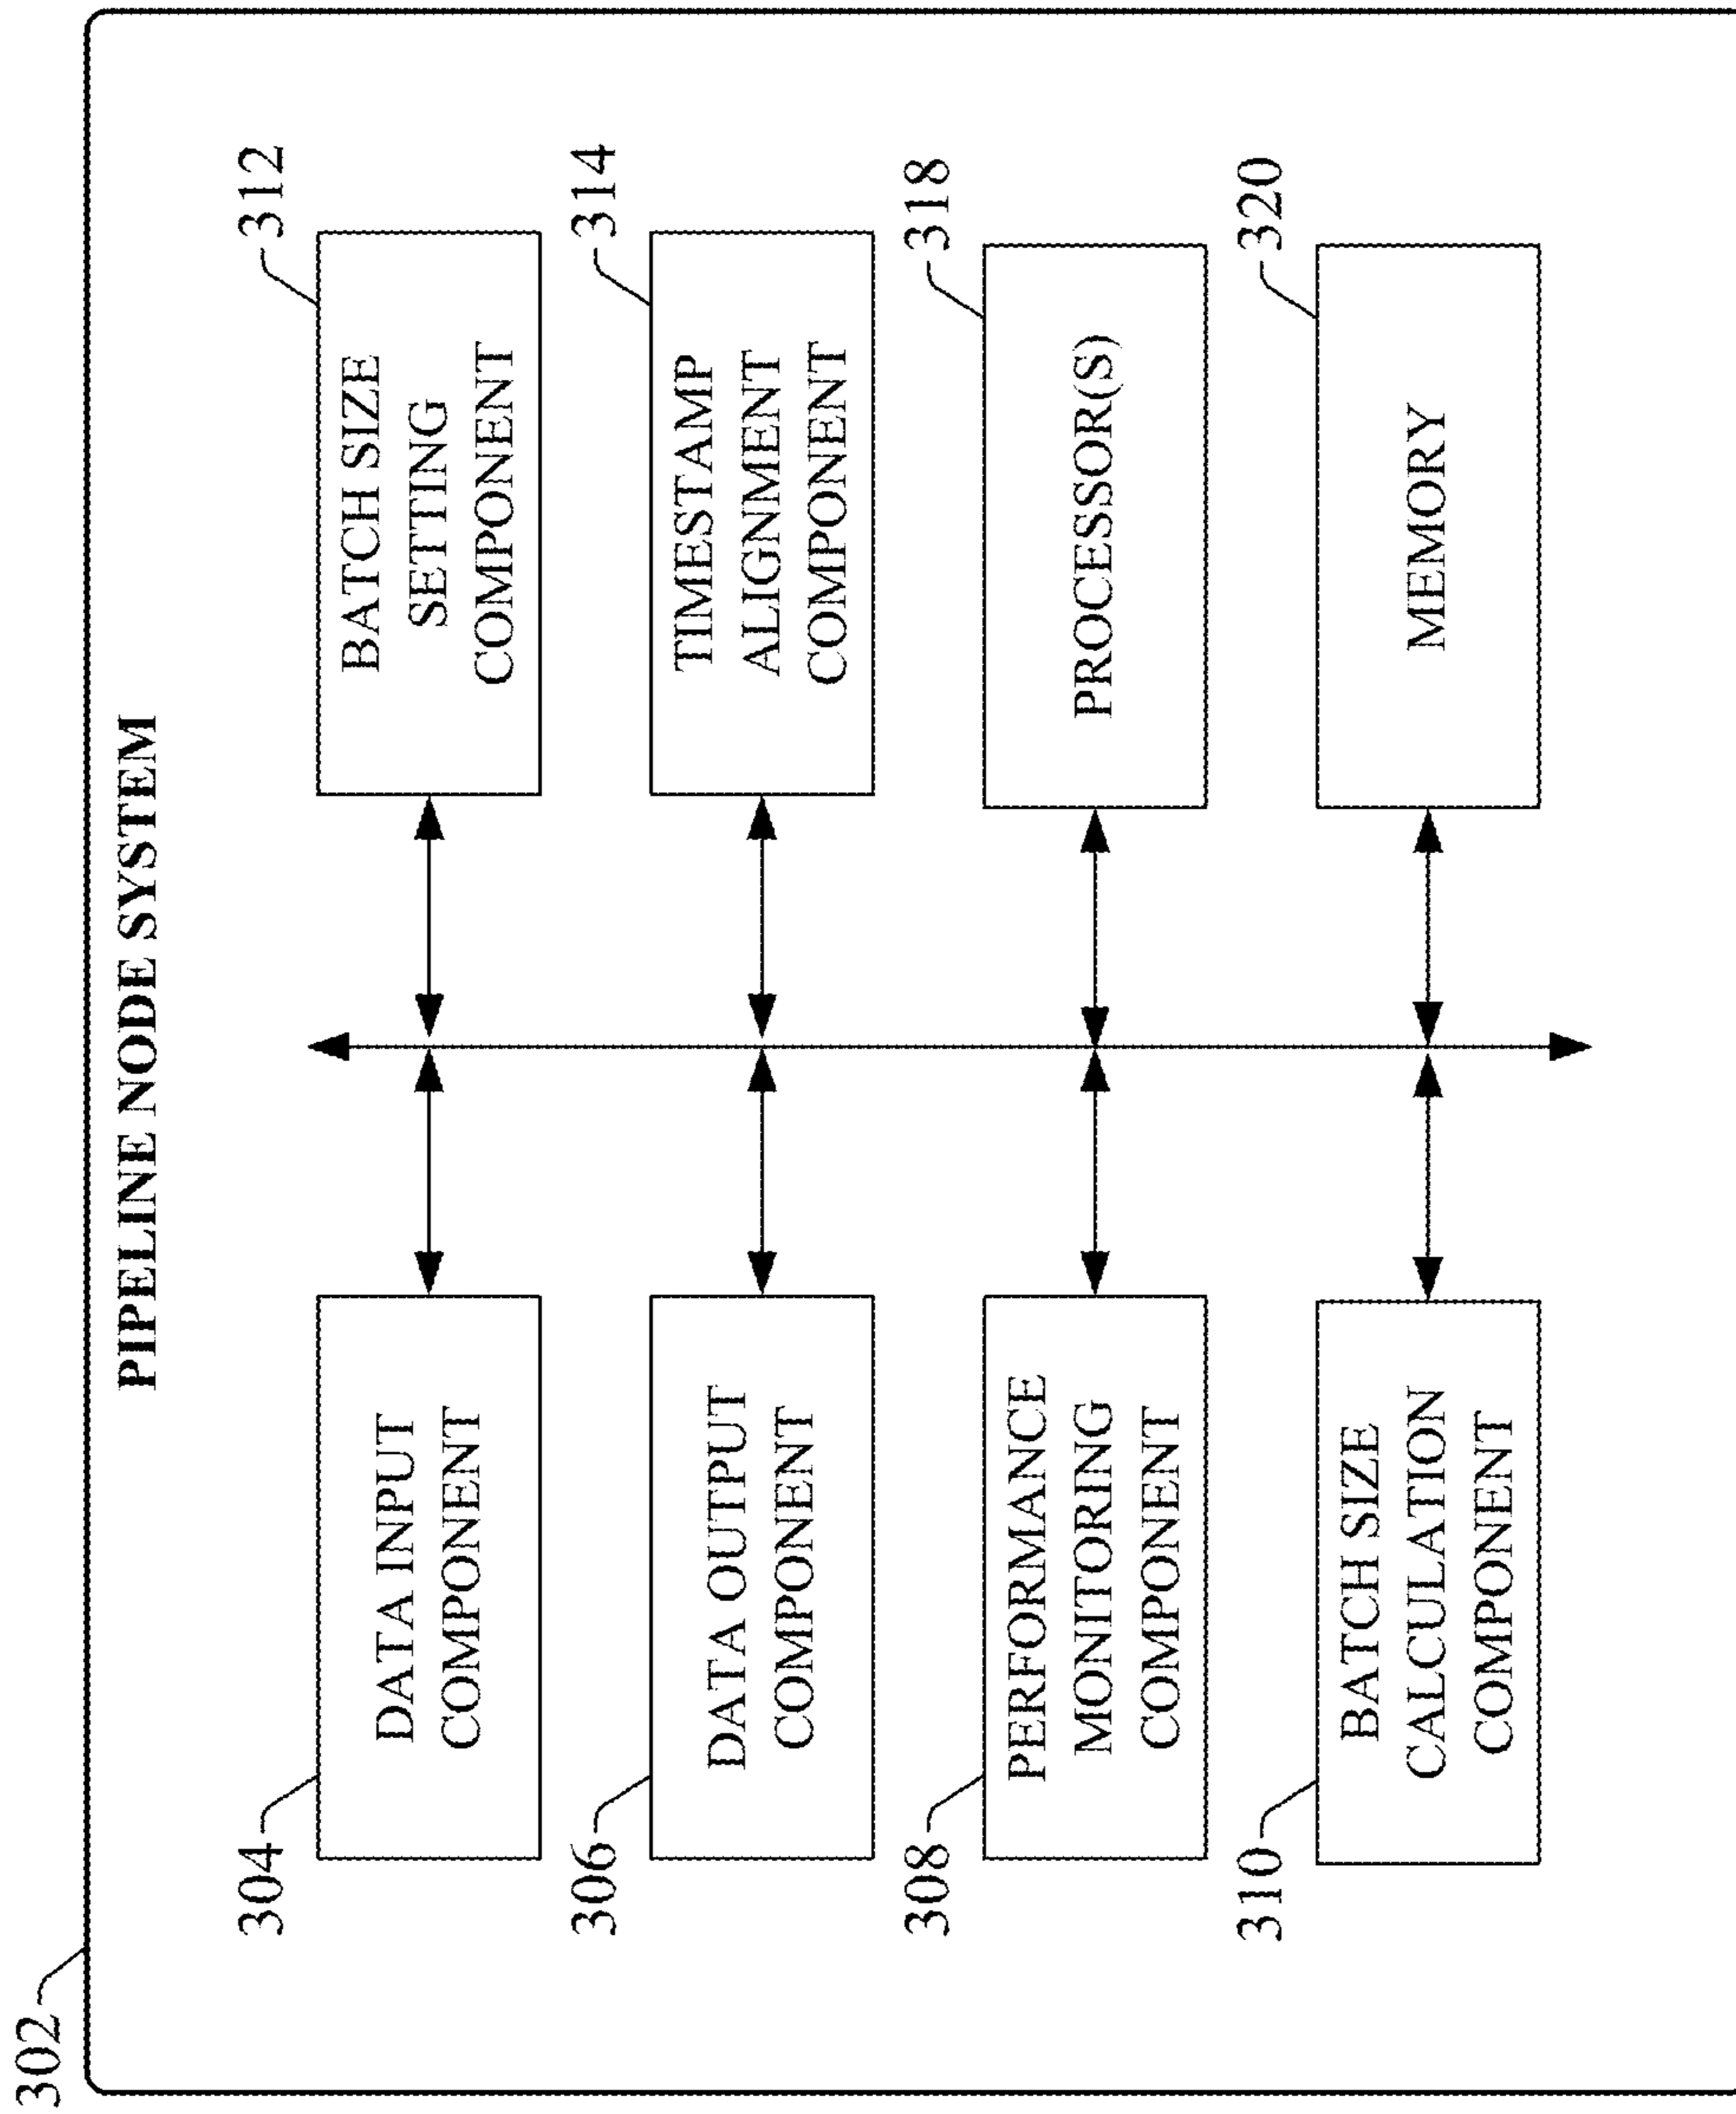 302
PIPELINE NODE SYSTEM
304
DATA INPUT
COMPONENT
312
BATCH SIZE
SETTING
COMPONENT
306
DATA OUTPUT
COMPONENT
314
TIMESTAMP
ALIGNMENT
COMPONENT
308
PERFORMANCE
MONITORING
COMPONENT
318
PROCESSOR(S)
310
BATCH SIZE
CALCULATION
COMPONENT
320
MEMORY